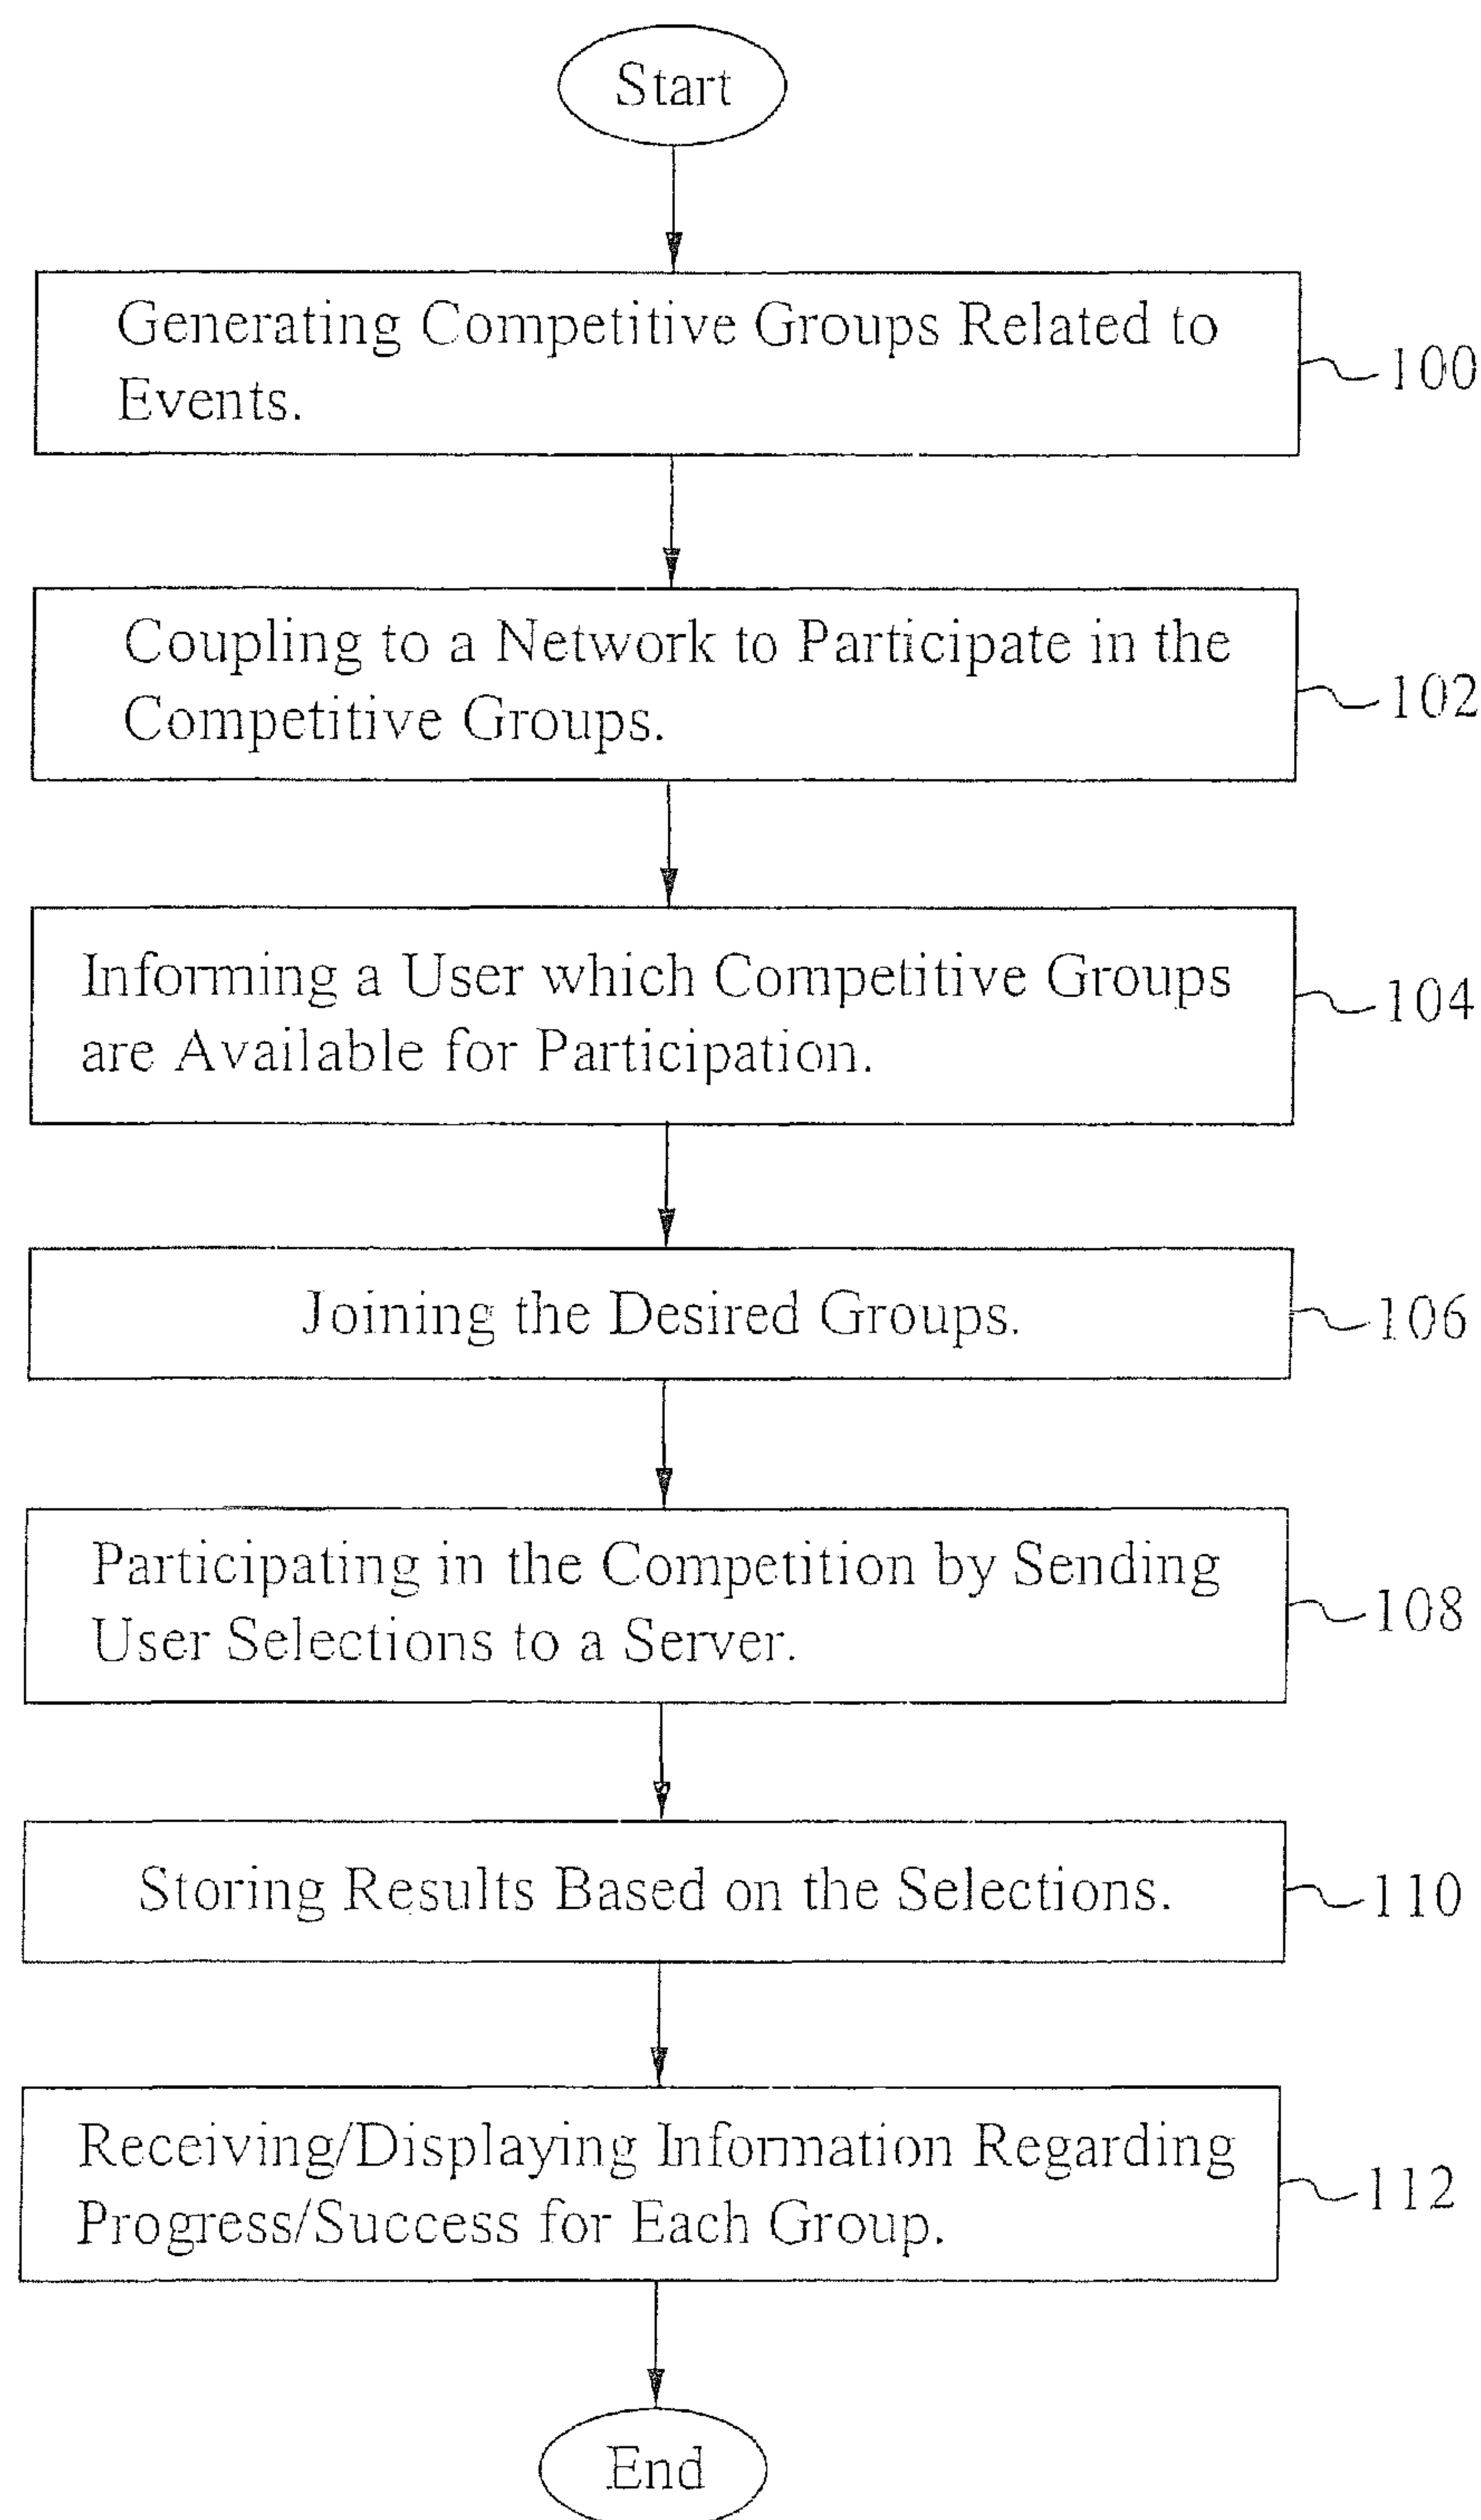 Start
Generating Competitive Groups Related to
Events.
100
Coupling to a Network to Participate in the
Competitive Groups.
102
Informing a User which Competitive Groups
are Available for Participation.
104
Joining the Desired Groups.
106
Participating in the Competition by Sending
User Selections to a Server.
108
Storing Results Based on the Selections.
110
Receiving/Displaying Information Regarding
Progress/Success for Each Group.
112
End